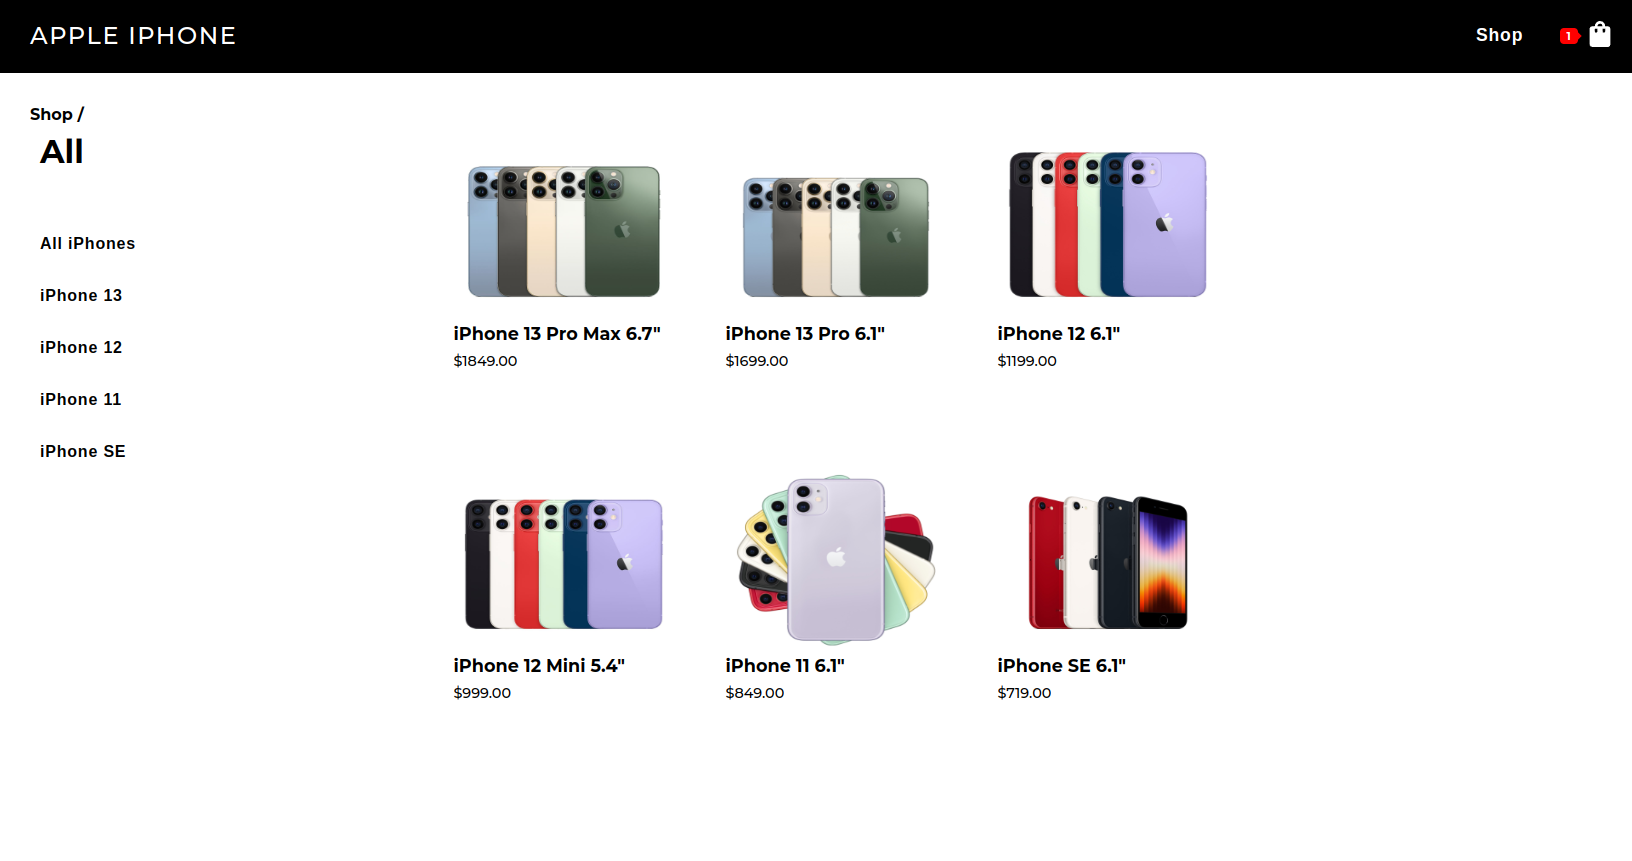 APPLE IPHONE
Shop
1
Shop /
All
All iPhones
iPhone 13
iPhone 12
iPhone 11
iPhone SE
iPhone 13 Pro Max 6.7"
$1849.00
iPhone 13 Pro 6.1"
$1699.00
iPhone 12 6.1"
$1199.00
iPhone 12 Mini 5.4"
$999.00
iPhone 11 6.1"
$849.00
iPhone SE 6.1"
$719.00